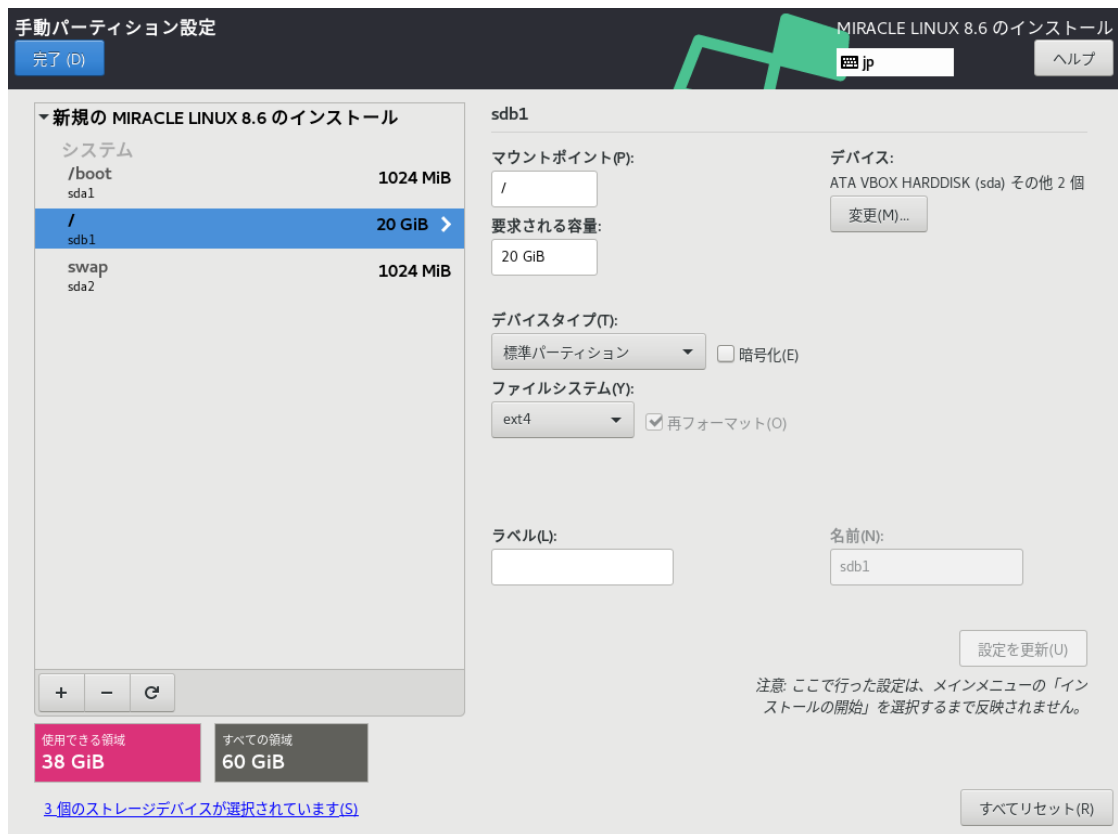 手動パーティション設定
完了 (D)
MIRACLE LINUX 8.6 のインストール
jp
ヘルプ
新規の MIRACLE LINUX 8.6 のインストール
システム
/boot
1024 MiB
sda1
/
20 GiB
sdb1
swap
1024 MiB
sda2
sdb1
マウントポイント(P):
/
要求される容量:
20 GiB
デバイス:
ATA VBOX HARDDISK (sda) その他 2 個
変更(M)...
デバイスタイプ(T):
標準パーティション
暗号化(E)
ファイルシステム(Y):
ext4
再フォーマット(O)
ラベル(L):
名前(N):
sdb1
設定を更新(U)
注意: ここで行った設定は、メインメニューの「イン
ストールの開始」を選択するまで反映されません。
+
−
使用できる領域
38 GiB
すべての領域
60 GiB
3 個のストレージデバイスが選択されています(S)
すべてリセット(R)